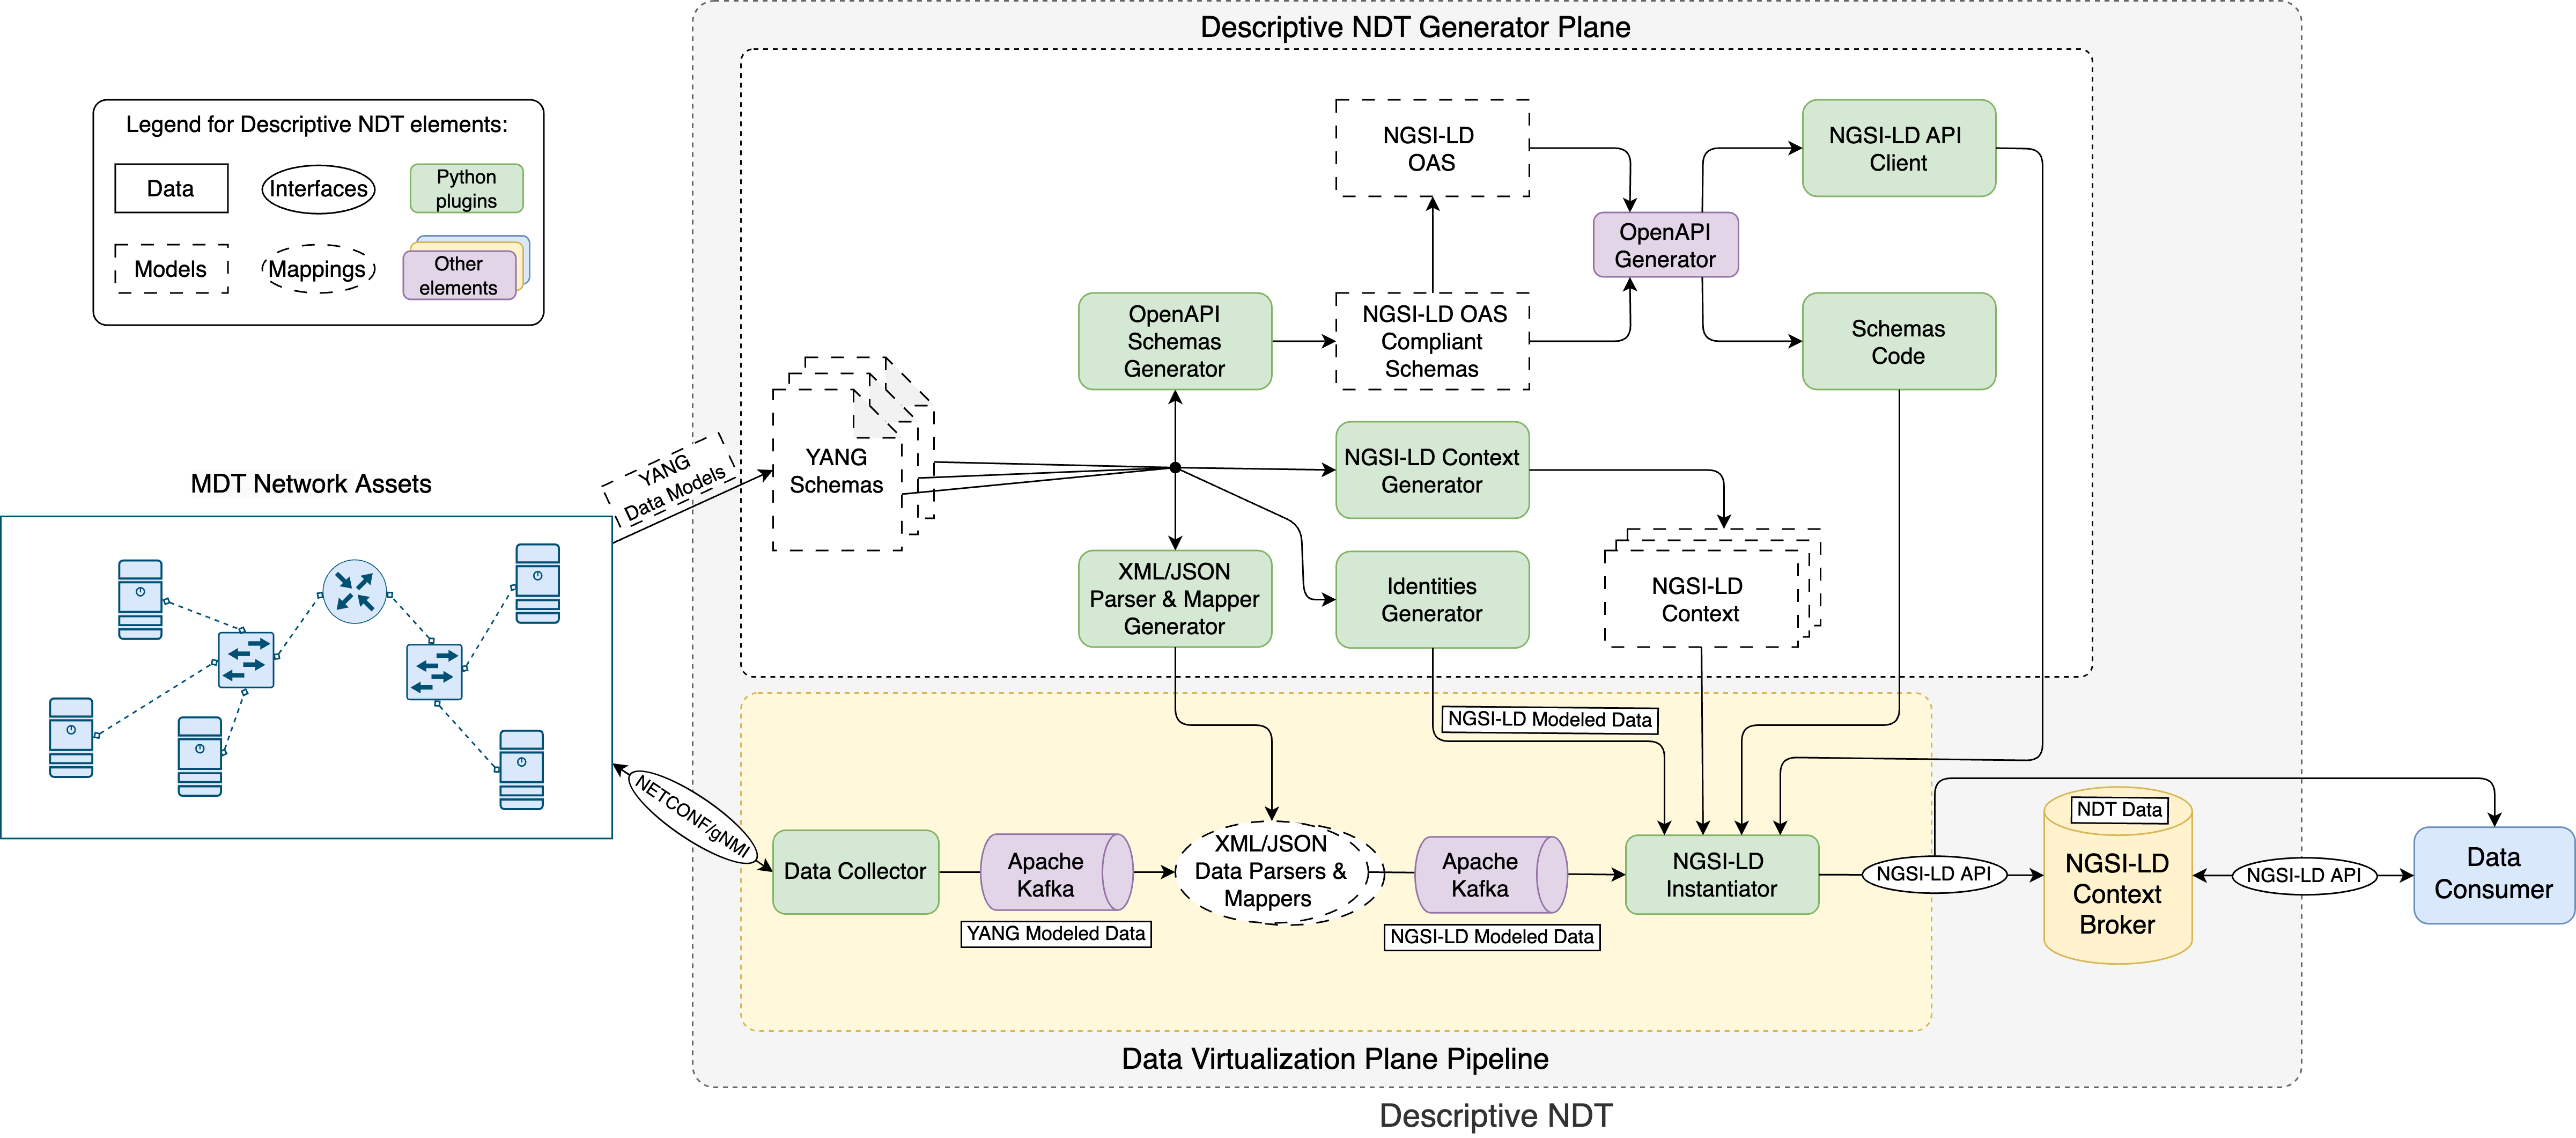 Descriptive NDT Generator Plane
Legend for Descriptive NDT elements:
Data
Interfaces
Python
plugins
Models
Mappings
Other
elements
NGSI-LD
OAS
NGSI-LD API
Client
OpenAPI
Generator
OpenAPI
Schemas
Generator
NGSI-LD OAS
Compliant
Schemas
Schemas
Code
YANG
Data Models
YANG
Schemas
NGSI-LD Context
Generator
MDT Network Assets
XML/JSON
Parser & Mapper
Generator
Identities
Generator
NGSI-LD
Context
NGSI-LD Modeled Data
NETCONF/gNMI
Data Collector
Apache
Kafka
YANG Modeled Data
XML/JSON
Data Parsers &
Mappers
Apache
Kafka
NGSI-LD Modeled Data
NGSI-LD
Instantiator
NGSI-LD API
NDT Data
NGSI-LD
Context
Broker
NGSI-LD API
Data
Consumer
Data Virtualization Plane Pipeline
Descriptive NDT